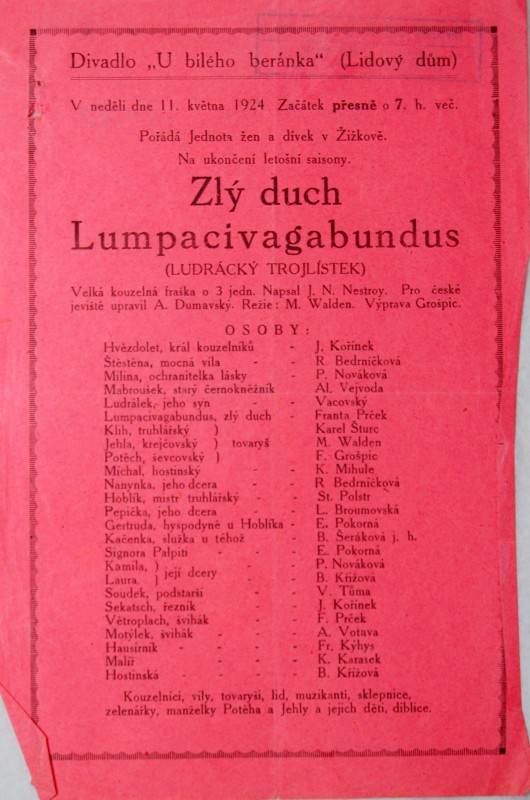 Divadlo „U bílého beránka“ (Lidový dům)
V neděli dne 11. května 1924 Začátek přesně o 7. h. več.
Pořádá Jednota žen a dívek v Žižkově.
Na ukončení letošní saisony.
Zlý duch
Lumpacivagabundus
(LUDRÁCKÝ TROJLÍSTEK)
Velká kouzelná fraška o 3 jedn. Napsal J. N. Nestroy. Pro české
jeviště upravil A. Dumavský. Režie: M. Walden. Výprava Grošpic.
OSOBY:
Hvězdolet, král kouzelníků - J. Kořínek
Štěstěna, mocná víla - - R. Bedrníčková
Milina, ochranitelka lásky - P. Nováková
Mabroušek, starý černokněžník - Al. Vejvoda
Ludrálek, jeho syn - - Vacovský
Lumpacivagabundus, zlý duch - Franta Prček
Klih, truhlářský ) Karel Šturc
Jehla, krejčovský ) tovaryš M. Walden
Potěch, ševcovský ) F. Grošpic
Michal, hostinský - - K. Mihule
Nanynka, jeho dcera - - R Bedrníčková
Hoblík, mistr truhlářský - - St. Polstr
Pepička, jeho dcera - - L. Broumovská
Gertruda, hyspodyně u Hoblíka - E. Pokorná
Kačenka, služka u téhož - B. Šeráková j. h.
Signora Palpiti - - - - E. Pokorná
Kamila, ) P. Nováková
Laura. ) její dcery - - B. Křížová
Soudek, podstarší - - V. Tůma
Sekatsch, řezník - - J. Kořínek
Větroplach, švihák - - F. Prček
Motýlek, švihák - - - A. Votava
Hausírník - - - - Fr. Kýhys
Malíř - - - - K. Karasek
Hostinská - - - - B. Křížová
Kouzelníci, víly, tovaryši, lid, muzikanti, sklepnice,
zelenářky, manželky Potěha a Jehly a jejich děti, diblice.